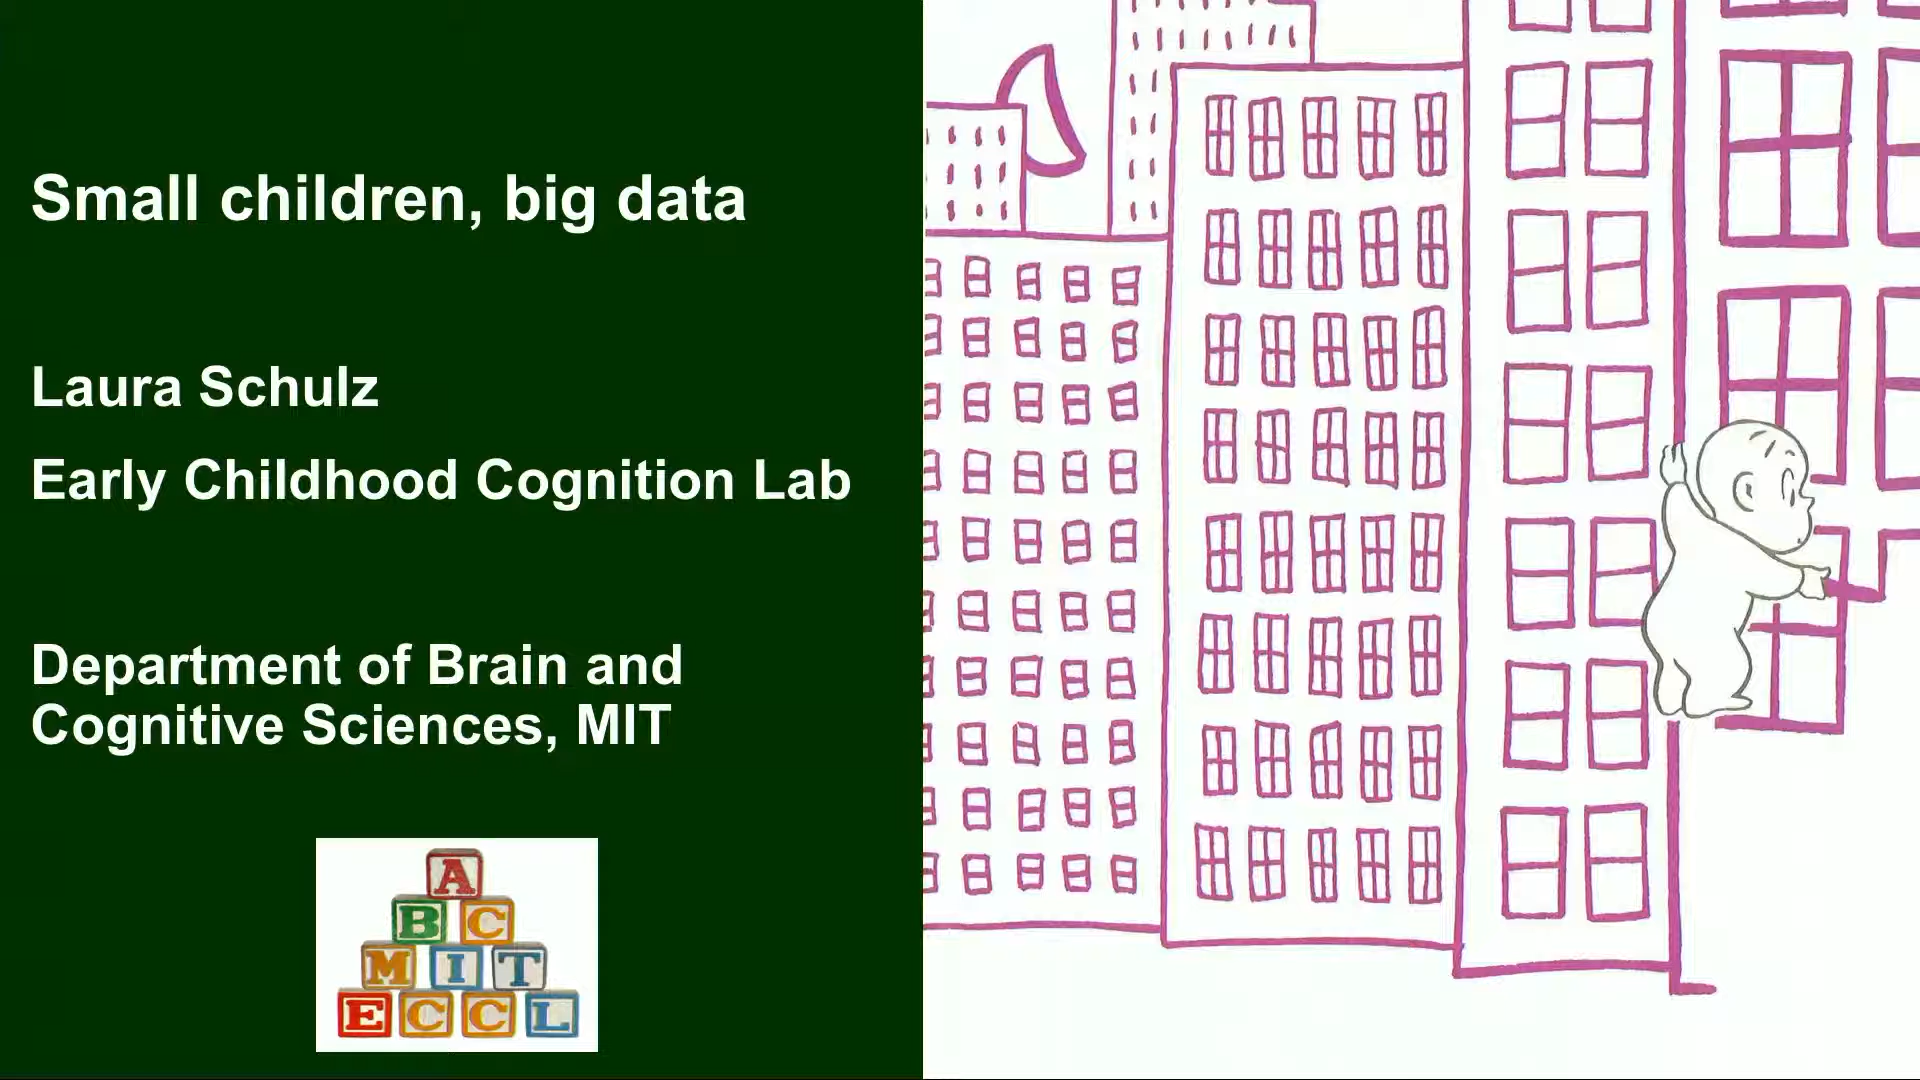 Small children, big data
Laura Schulz
Early Childhood Cognition Lab
Department of Brain and
Cognitive Sciences, MIT
A
B C
M I T
E C C L